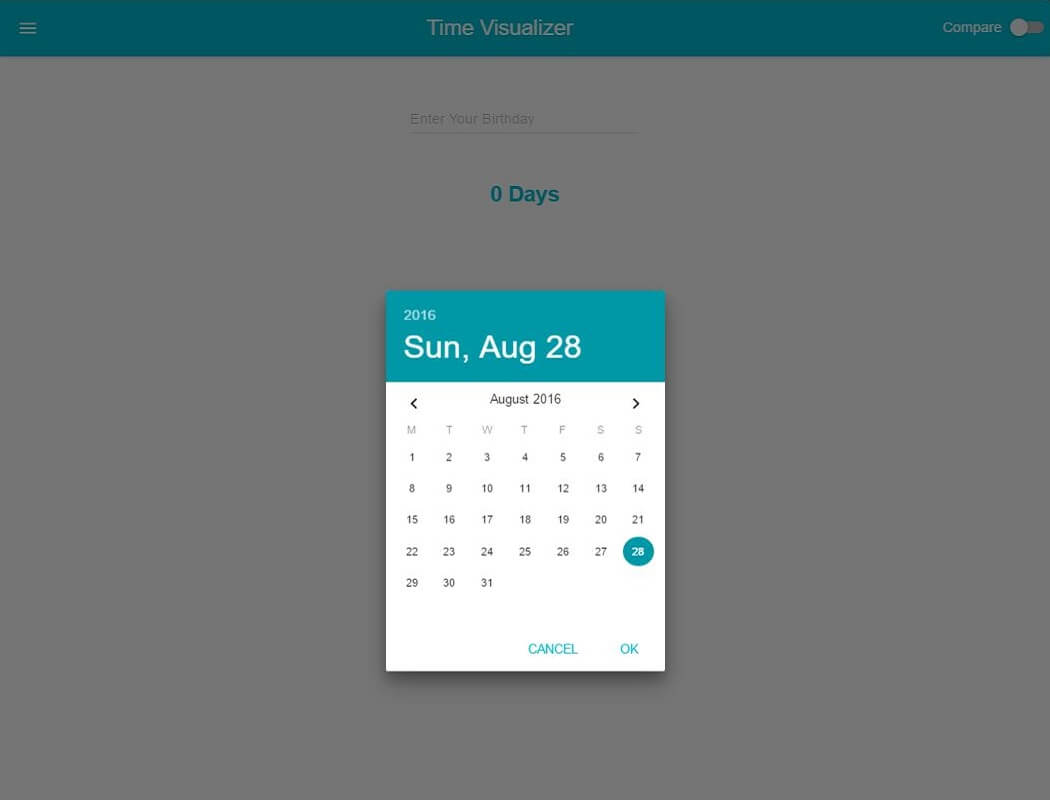 Time Visualizer Compare
Enter Your Birthday
0 Days
2016
Sun, Aug 28
August 2016
M T W T F S S
1 2 3 4 5 6 7
8 9 10 11 12 13 14
15 16 17 18 19 20 21
22 23 24 25 26 27 28
29 30 31
CANCEL OK